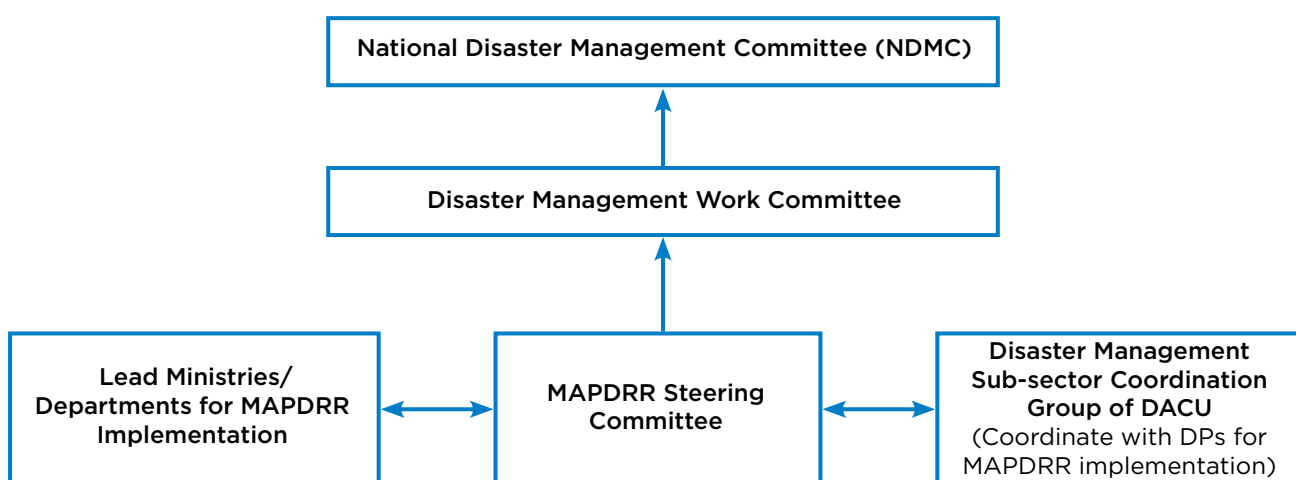 National Disaster Management Committee (NDMC)
Disaster Management Work Committee
Lead Ministries/
Departments for MAPDRR
Implementation
MAPDRR Steering
Committee
Disaster Management
Sub-sector Coordination
Group of DACU
(Coordinate with DPs for
MAPDRR implementation)